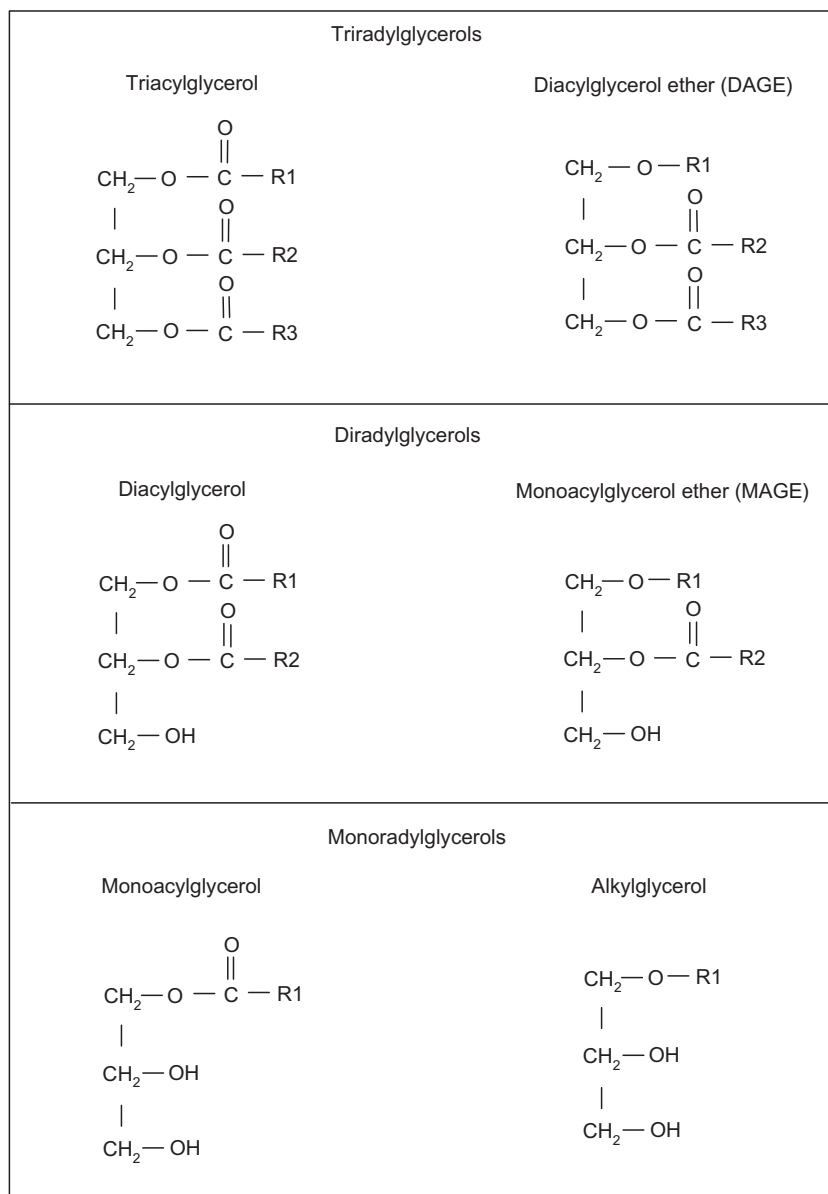 Triradylglycerols
Triacylglycerol
O
CH2—O—C—R1
O
CH2—O—C—R2
O
CH2—O—C—R3
Diacylglycerol ether (DAGE)
CH2—O—R1
O
CH2—O—C—R2
O
CH2—O—C—R3
Diradylglycerols
Diacylglycerol
O
CH2—O—C—R1
O
CH2—O—C—R2
CH2—OH
Monoacylglycerol ether (MAGE)
CH2—O—R1
O
CH2—O—C—R2
CH2—OH
Monoradylglycerols
Monoacylglycerol
O
CH2—O—C—R1
CH2—OH
CH2—OH
Alkylglycerol
CH2—O—R1
CH2—OH
CH2—OH